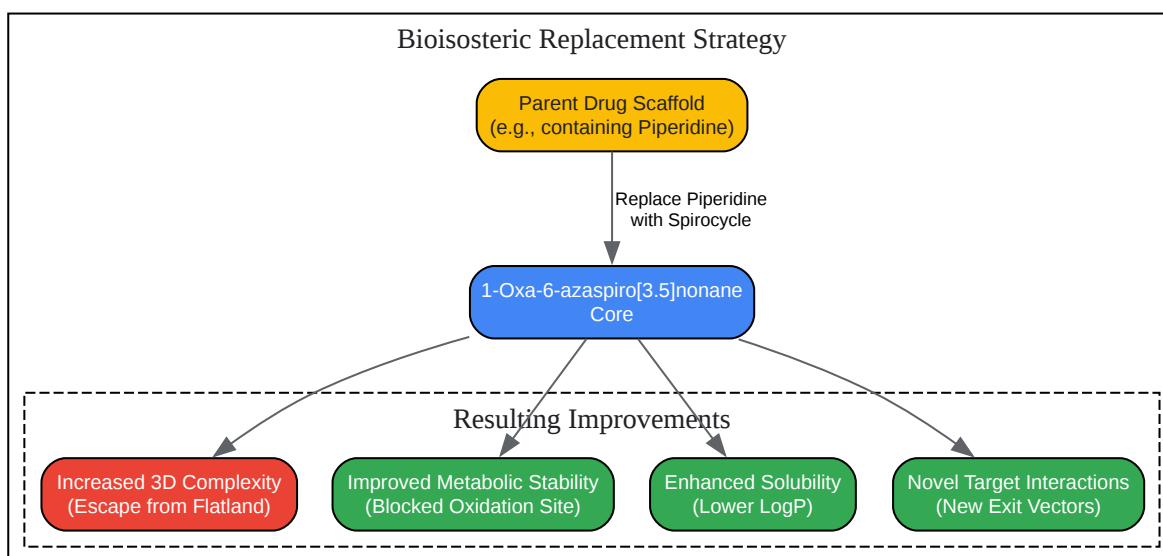 Bioisosteric Replacement Strategy
Parent Drug Scaffold
(e.g., containing Piperidine)
Replace Piperidine
with Spirocycle
1-Oxa-6-azaspiro[3.5]nonane
Core
Resulting Improvements
Increased 3D Complexity
(Escape from Flatland)
Improved Metabolic Stability
(Blocked Oxidation Site)
Enhanced Solubility
(Lower LogP)
Novel Target Interactions
(New Exit Vectors)